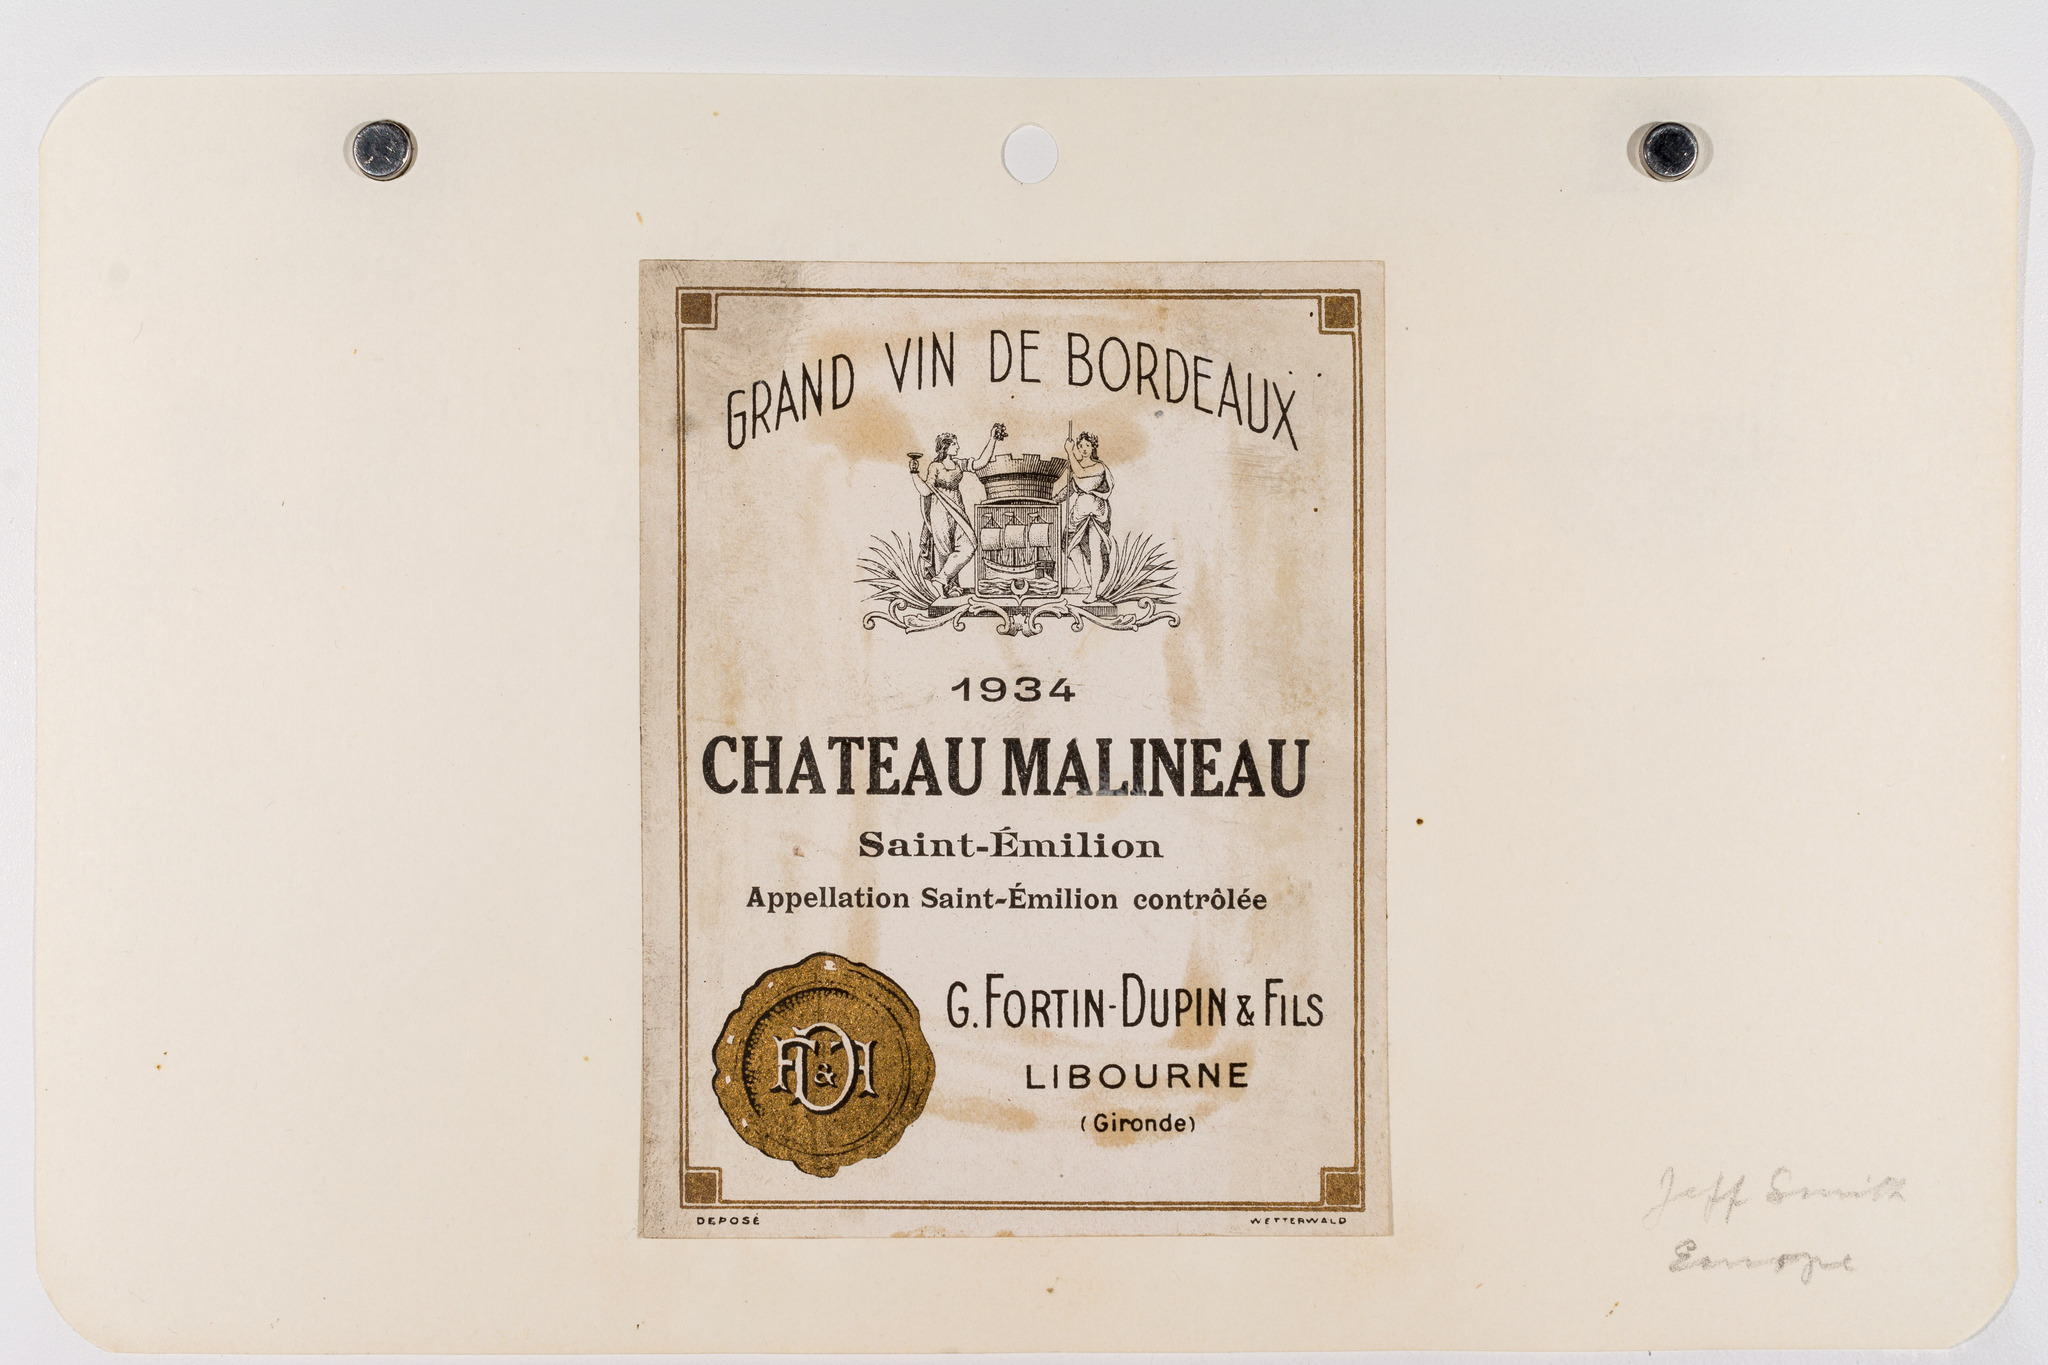 GRAND VIN DE BORDEAUX
1934
CHATEAU MALINEAU
Saint-Émilion
Appellation Saint-Émilion contrôlée
G. FORTIN-DUPIN & FILS
LIBOURNE
(Gironde)
DEPOSÉ
WETTERWALD
Jeff Smith
Europe